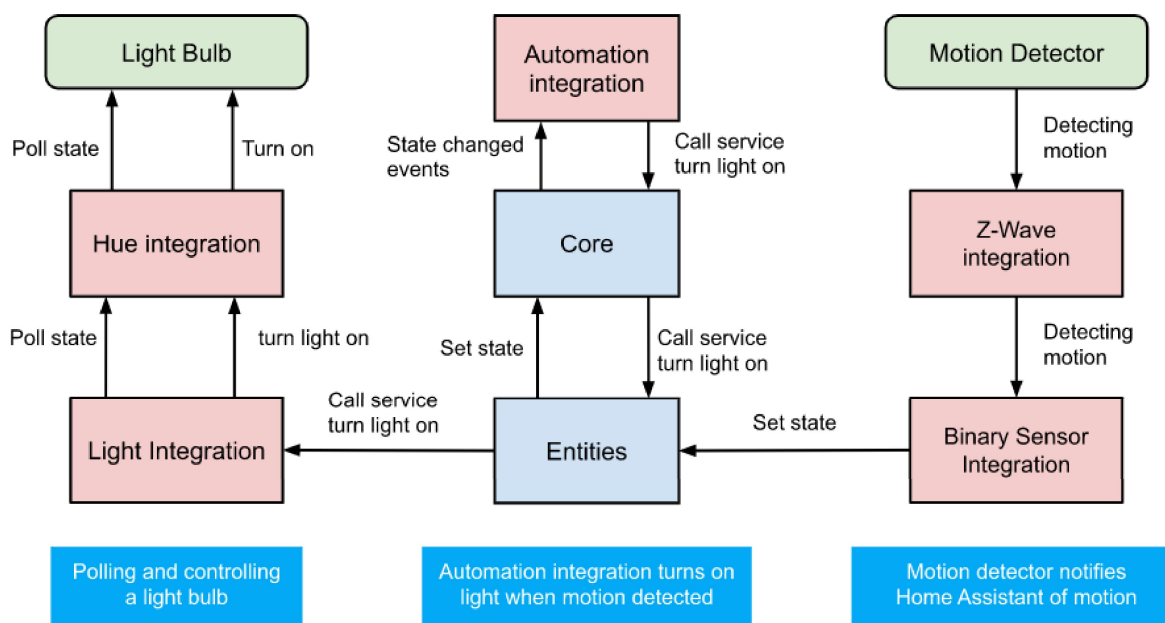 Light Bulb
Automation
integration
Motion Detector
Poll state
Turn on
State changed
events
Call service
turn light on
Detecting
motion
Hue integration
Core
Z-Wave
integration
Poll state
turn light on
Set state
Call service
turn light on
Detecting
motion
Call service
turn light on
Set state
Light Integration
Entities
Binary Sensor
Integration
Polling and controlling
a light bulb
Automation integration turns on
light when motion detected
Motion detector notifies
Home Assistant of motion